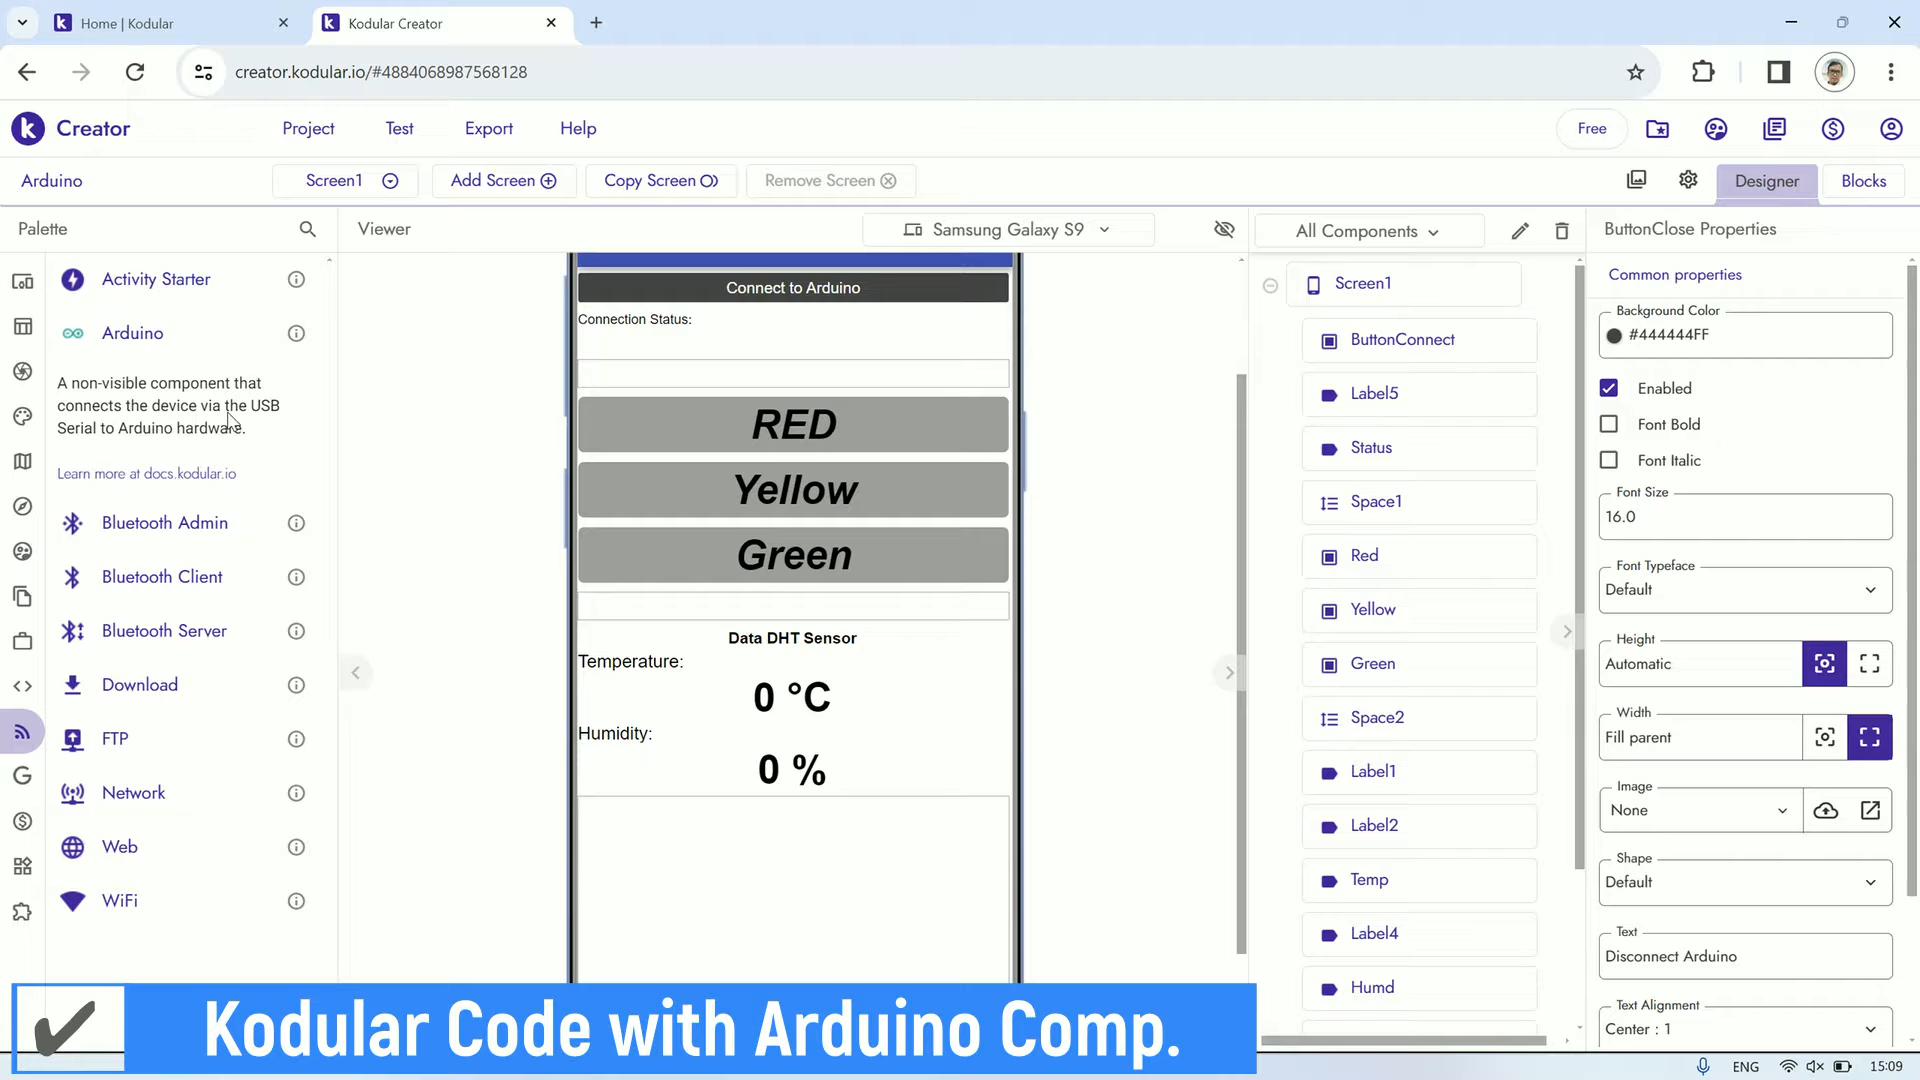 Home | Kodular
Kodular Creator
creator.kodular.io/#4884068987568128
Creator
Project
Test
Export
Help
Free
Arduino
Screen1
Add Screen
Copy Screen
Remove Screen
Designer
Blocks
Palette
Viewer
Samsung Galaxy S9
All Components
ButtonClose Properties
Activity Starter
Arduino
A non-visible component that
connects the device via the USB
Serial to Arduino hardware.
Learn more at docs.kodular.io
Bluetooth Admin
Bluetooth Client
Bluetooth Server
Download
FTP
Network
Web
WiFi
Connect to Arduino
Connection Status:
RED
Yellow
Green
Data DHT Sensor
Temperature:
0 °C
Humidity:
0 %
Screen1
ButtonConnect
Label5
Status
Space1
Red
Yellow
Green
Space2
Label1
Label2
Temp
Label4
Humd
Common properties
Background Color
#444444FF
Enabled
Font Bold
Font Italic
Font Size
16.0
Font Typeface
Default
Height
Automatic
Width
Fill parent
Image
None
Shape
Default
Text
Disconnect Arduino
Text Alignment
Center : 1
Kodular Code with Arduino Comp.
ENG
15:09